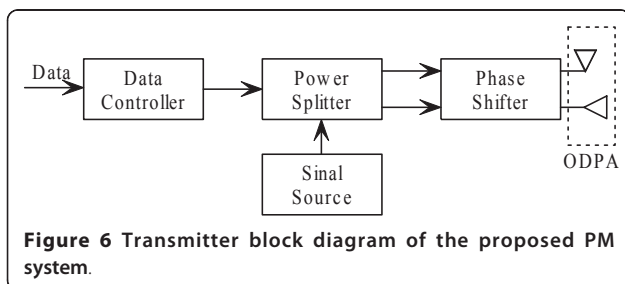 Data
Data
Controller
Power
Splitter
Phase
Shifter
Sinal
Source
ODPA
Figure 6 Transmitter block diagram of the proposed PM
system.